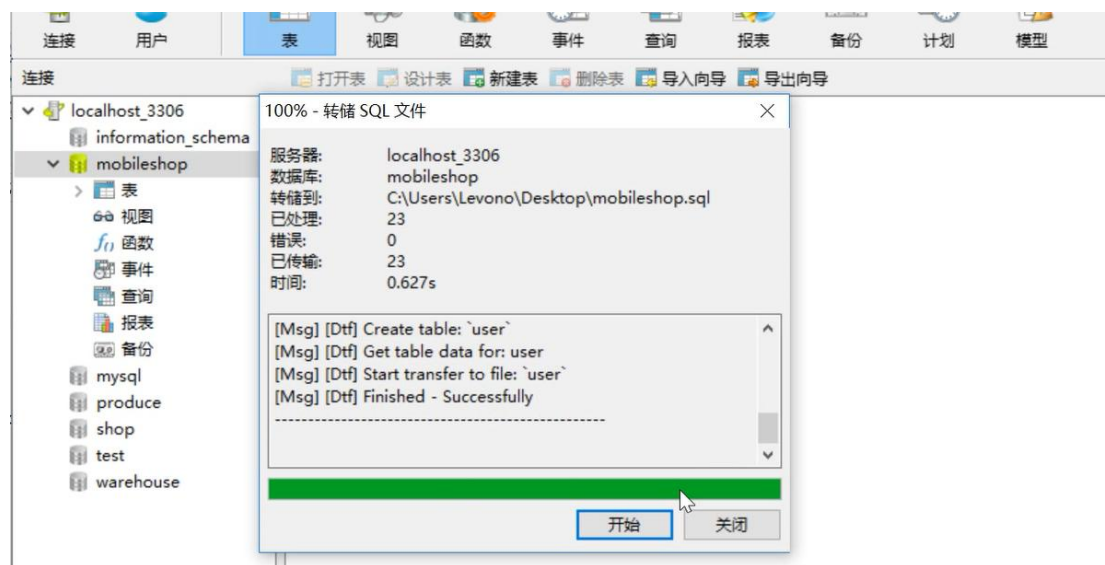 连接 用户 表 视图 函数 事件 查询 报表 备份 计划 模型
连接 打开表 设计表 新建表 删除表 导入向导 导出向导
localhost_3306
information_schema
mobileshop
表
视图
函数
事件
查询
报表
备份
mysql
produce
shop
test
warehouse
100% - 转储 SQL 文件
服务器: localhost_3306
数据库: mobileshop
转储到: C:\Users\Levono\Desktop\mobileshop.sql
已处理: 23
错误: 0
已传输: 23
时间: 0.627s
[Msg] [Dtf] Create table: `user`
[Msg] [Dtf] Get table data for: user
[Msg] [Dtf] Start transfer to file: `user`
[Msg] [Dtf] Finished - Successfully
--------------------------------------------------
开始 关闭